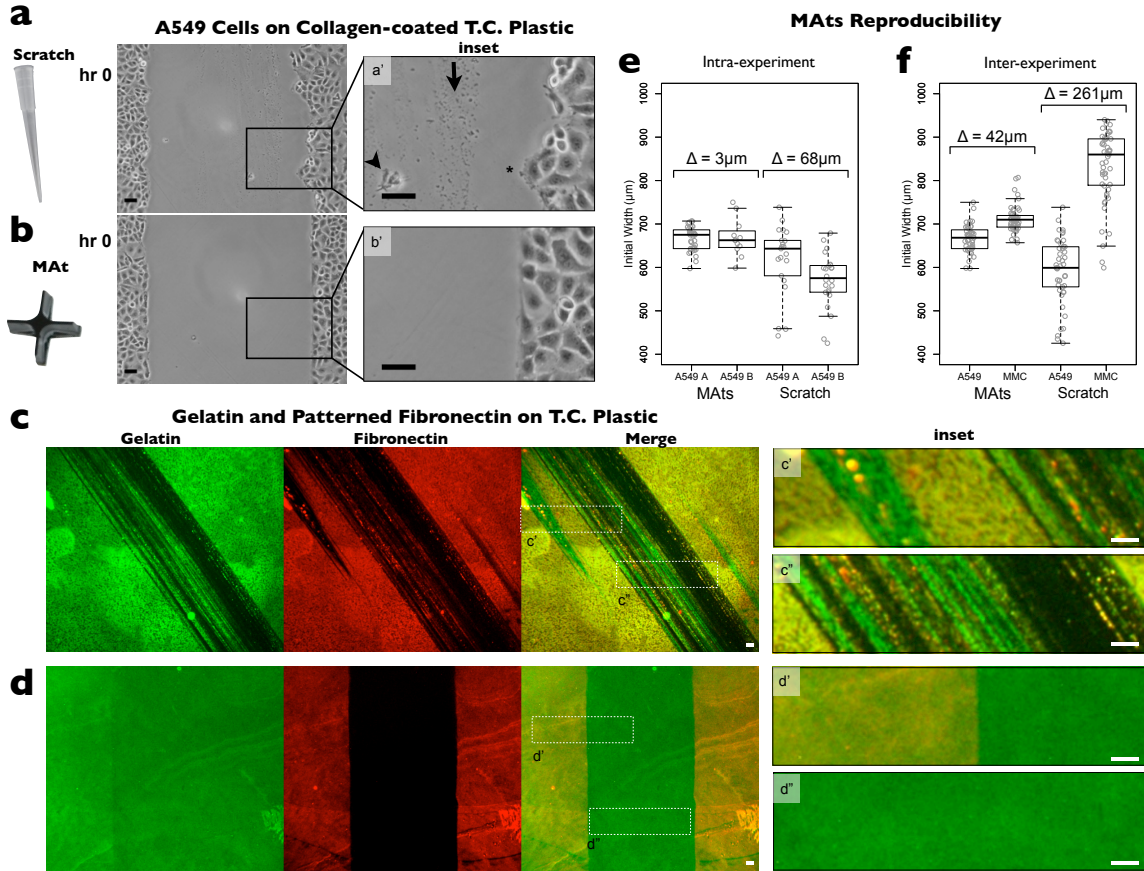 a
A549 Cells on Collagen-coated T.C. Plastic
inset
Scratch
hr 0
a'
*
b
hr 0
MAt
b'
MAts Reproducibility
e
Intra-experiment
Initial Width (µm)
1000
900
800
700
600
500
400
Δ = 3µm
Δ = 68µm
A549 A
A549 B
A549 A
A549 B
MAts
Scratch
f
Inter-experiment
Initial Width (µm)
1000
900
800
700
600
500
400
Δ = 42µm
Δ = 261µm
A549
MMC
A549
MMC
MAts
Scratch
c
Gelatin and Patterned Fibronectin on T.C. Plastic
Gelatin
Fibronectin
Merge
inset
c'
c"
c'
c"
d
d'
d"
d'
d"